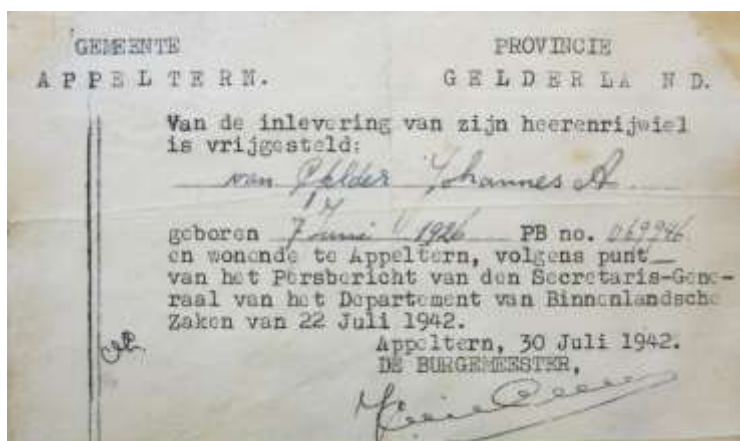 GEMEENTE PROVINCIE
APPELTERN. GELDERLAND.
Van de inlevering van zijn heerenrijwiel
is vrijgesteld:
van Gelder Johannes A
geboren 7 Juni 1926 PB no. 069946
en wonende te Appeltern, volgens punt
van het Persbericht van den Secretaris-Gene-
raal van het Departement van Binnenlandsche
Zaken van 22 Juli 1942.
Appeltern, 30 Juli 1942.
DE BURGEMEESTER,